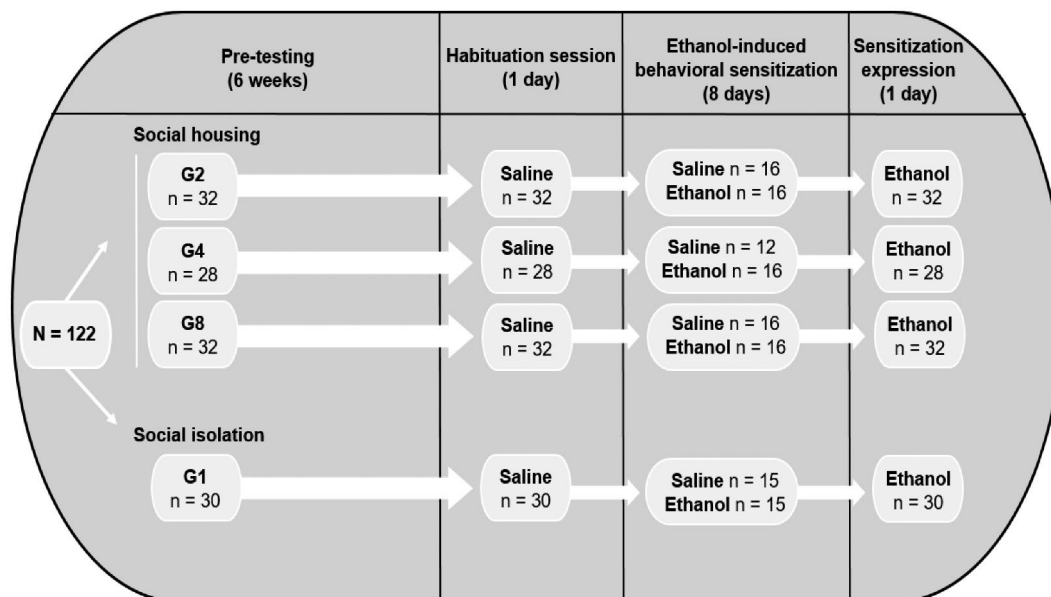 Pre-testing
(6 weeks)
Habituation session
(1 day)
Ethanol-induced
behavioral sensitization
(8 days)
Sensitization
expression
(1 day)
N = 122
Social housing
G2
n = 32
Saline
n = 32
Saline n = 16
Ethanol n = 16
Ethanol
n = 32
G4
n = 28
Saline
n = 28
Saline n = 12
Ethanol n = 16
Ethanol
n = 28
G8
n = 32
Saline
n = 32
Saline n = 16
Ethanol n = 16
Ethanol
n = 32
Social isolation
G1
n = 30
Saline
n = 30
Saline n = 15
Ethanol n = 15
Ethanol
n = 30